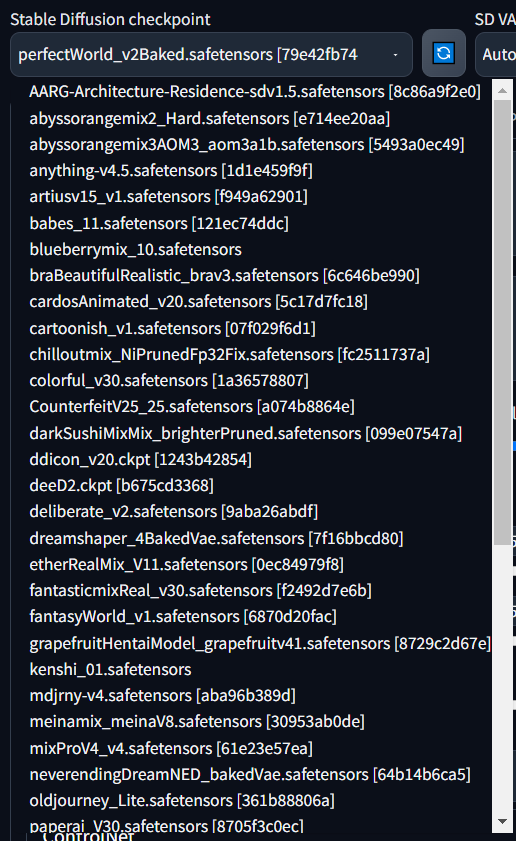 Stable Diffusion checkpoint
SD VA
perfectWorld_v2Baked.safetensors [79e42fb74
Auto
AARG-Architecture-Residence-sdv1.5.safetensors [8c86a9f2e0]
abyssorangemix2_Hard.safetensors [e714ee20aa]
abyssorangemix3AOM3_aom3a1b.safetensors [5493a0ec49]
anything-v4.5.safetensors [1d1e459f9f]
artiusv15_v1.safetensors [f949a62901]
babes_11.safetensors [121ec74ddc]
blueberrymix_10.safetensors
braBeautifulRealistic_brav3.safetensors [6c646be990]
cardosAnimated_v20.safetensors [5c17d7fc18]
cartoonish_v1.safetensors [07f029f6d1]
chilloutmix_NiPrunedFp32Fix.safetensors [fc2511737a]
colorful_v30.safetensors [1a36578807]
CounterfeitV25_25.safetensors [a074b8864e]
darkSushiMixMix_brighterPruned.safetensors [099e07547a]
ddicon_v20.ckpt [1243b42854]
deeD2.ckpt [b675cd3368]
deliberate_v2.safetensors [9aba26abdf]
dreamshaper_4BakedVae.safetensors [7f16bbcd80]
etherRealMix_V11.safetensors [0ec84979f8]
fantasticmixReal_v30.safetensors [f2492d7e6b]
fantasyWorld_v1.safetensors [6870d20fac]
grapefruitHentaiModel_grapefruitv41.safetensors [8729c2d67e]
kenshi_01.safetensors
mdjrny-v4.safetensors [aba96b389d]
meinamix_meinaV8.safetensors [30953ab0de]
mixProV4_v4.safetensors [61e23e57ea]
neverendingDreamNED_bakedVae.safetensors [64b14b6ca5]
oldjourney_Lite.safetensors [361b88806a]
paperai_V30.safetensors [8705f3c0ec]
ControlNet